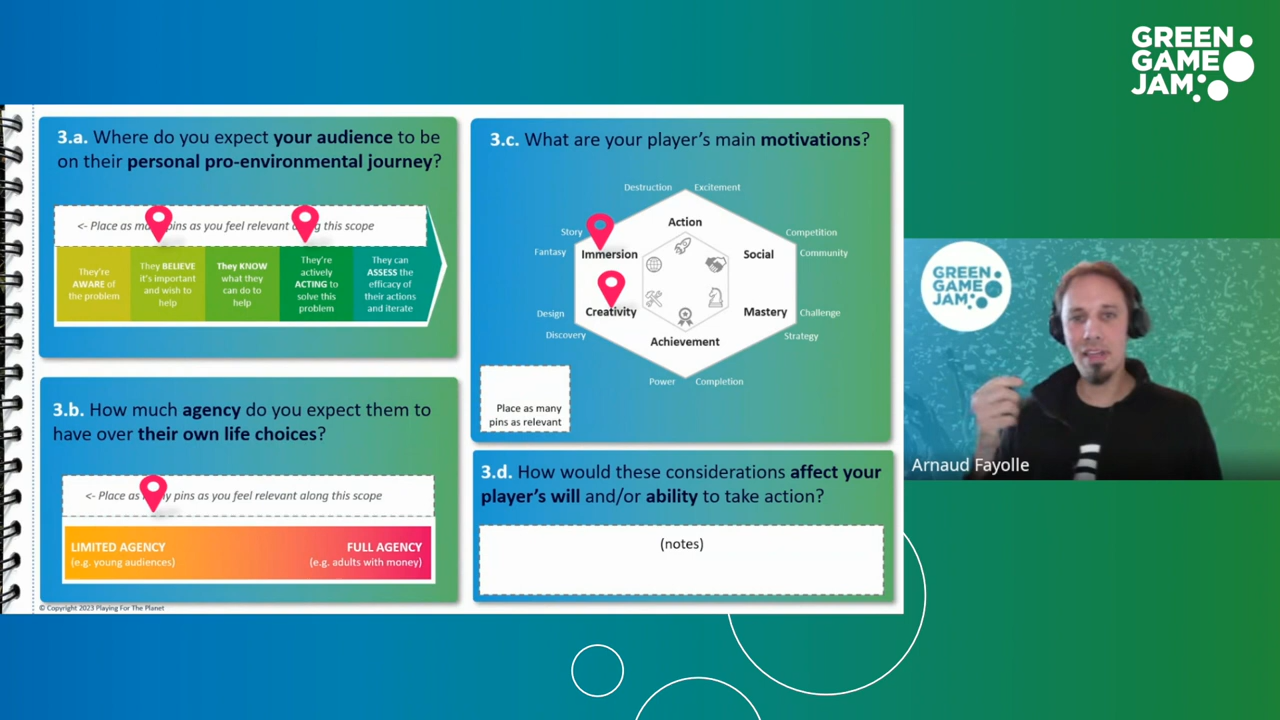 GREEN
GAME
JAM
3.a. Where do you expect your audience to be
on their personal pro-environmental journey?
<- Place as many pins as you feel relevant along this scope
They're
AWARE of
the problem
They BELIEVE
it's important
and wish to
help
They KNOW
what they
can do to
help
They're
actively
ACTING to
solve this
problem
They can
ASSESS the
efficacy of
their actions
and iterate
3.b. How much agency do you expect them to
have over their own life choices?
<- Place as many pins as you feel relevant along this scope
LIMITED AGENCY
(e.g. young audiences)
FULL AGENCY
(e.g. adults with money)
© Copyright 2023 Playing For The Planet
3.c. What are your player's main motivations?
Destruction
Excitement
Action
Story
Fantasy
Immersion
Social
Competition
Community
Design
Discovery
Creativity
Mastery
Challenge
Strategy
Achievement
Power
Completion
Place as many
pins as relevant
3.d. How would these considerations affect your
player's will and/or ability to take action?
(notes)
GREEN
GAME
JAM
Arnaud Fayolle